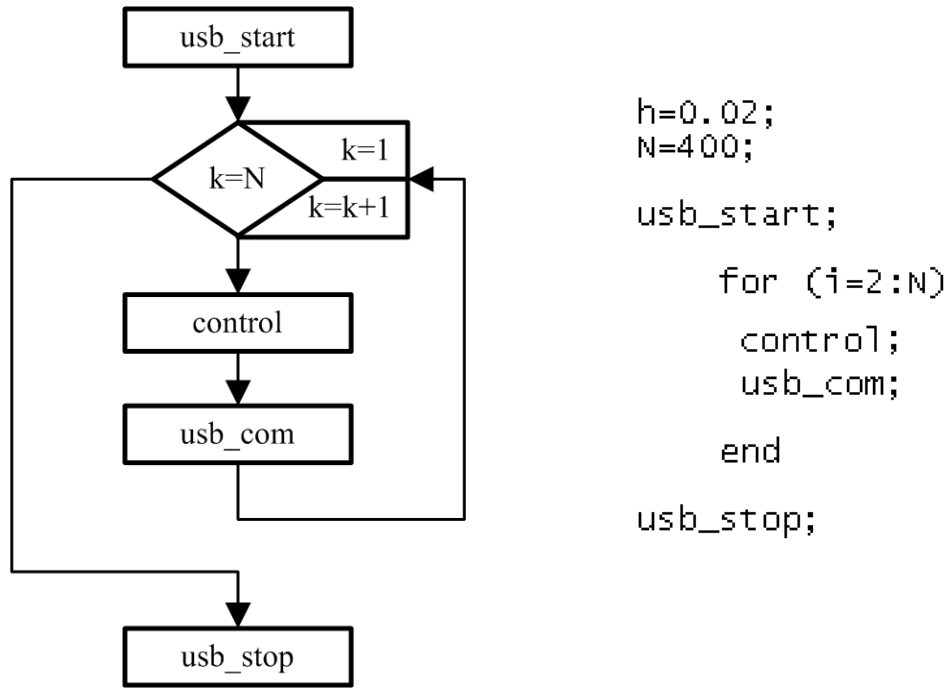 usb_start
k=1
k=N
k=k+1
control
usb_com
usb_stop
h=0.02;
N=400;
usb_start;
for (i=2:N)
control;
usb_com;
end
usb_stop;